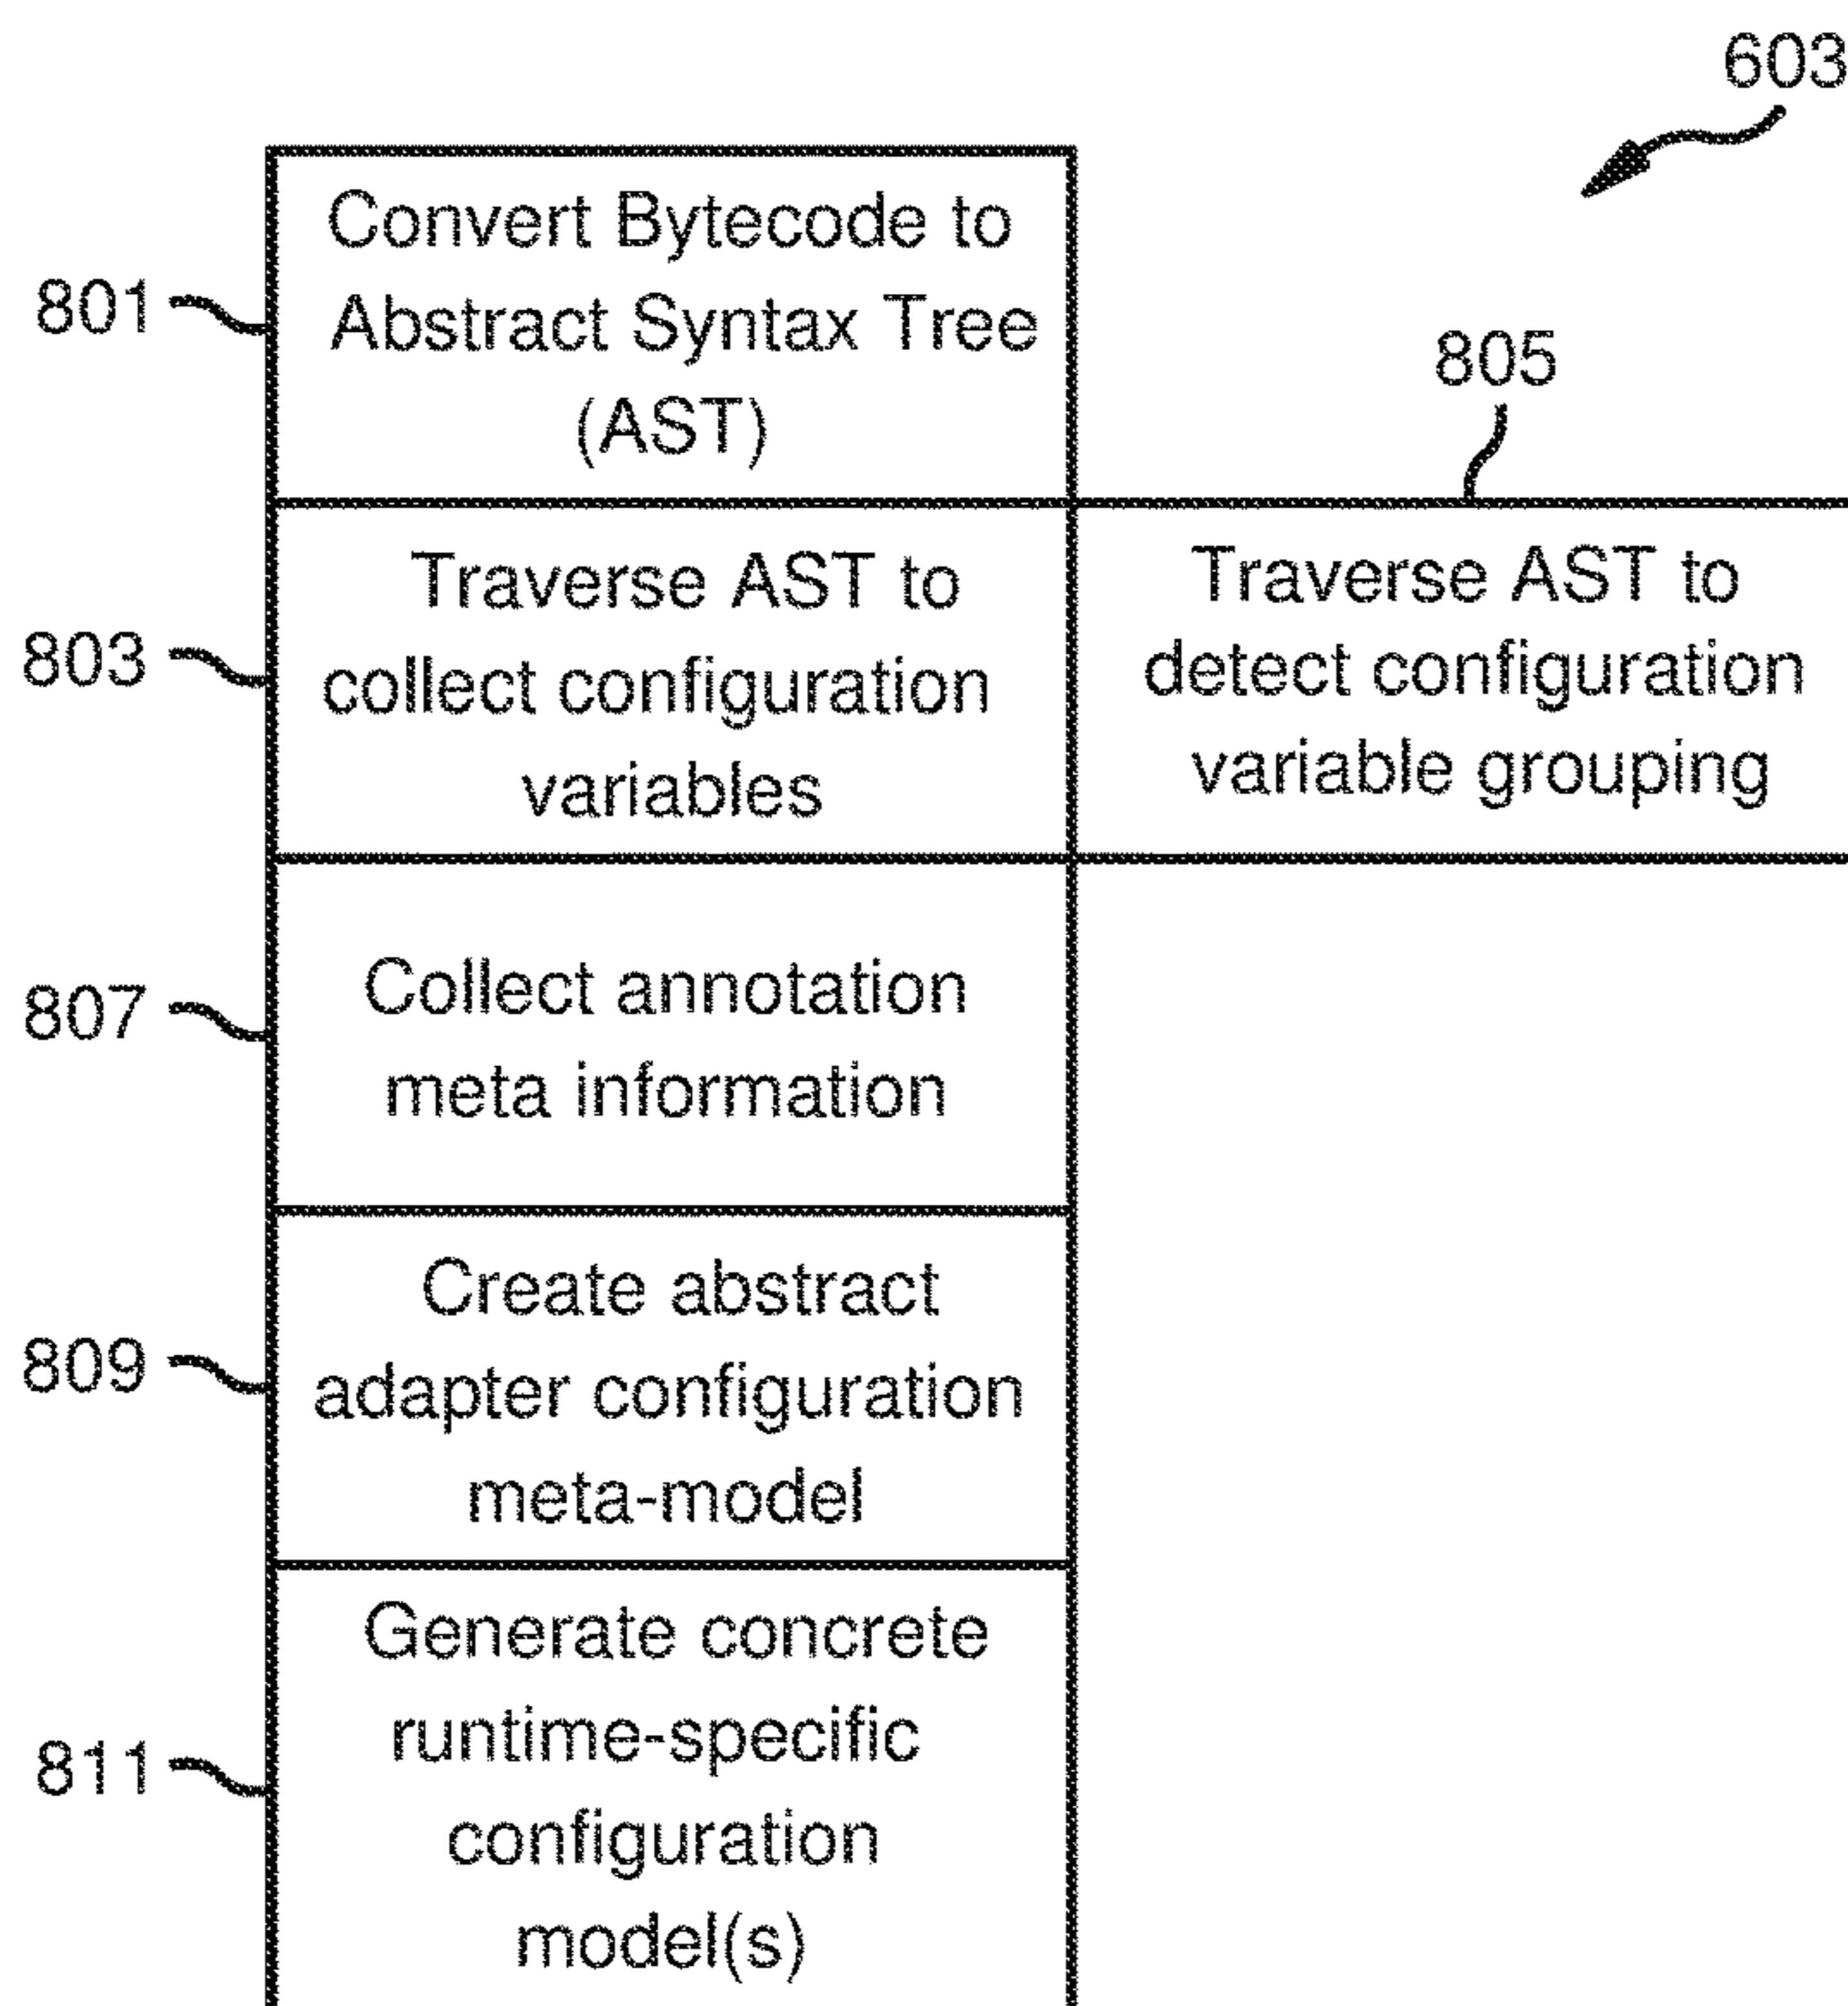 603
Convert Bytecode to
801
Abstract Syntax Tree
(AST)
805
Traverse AST to
803
collect configuration
variables
Traverse AST to
detect configuration
variable grouping
Collect annotation
807
meta information
Create abstract
809
adapter configuration
meta-model
Generate concrete
runtime-specific
811
configuration
model(s)